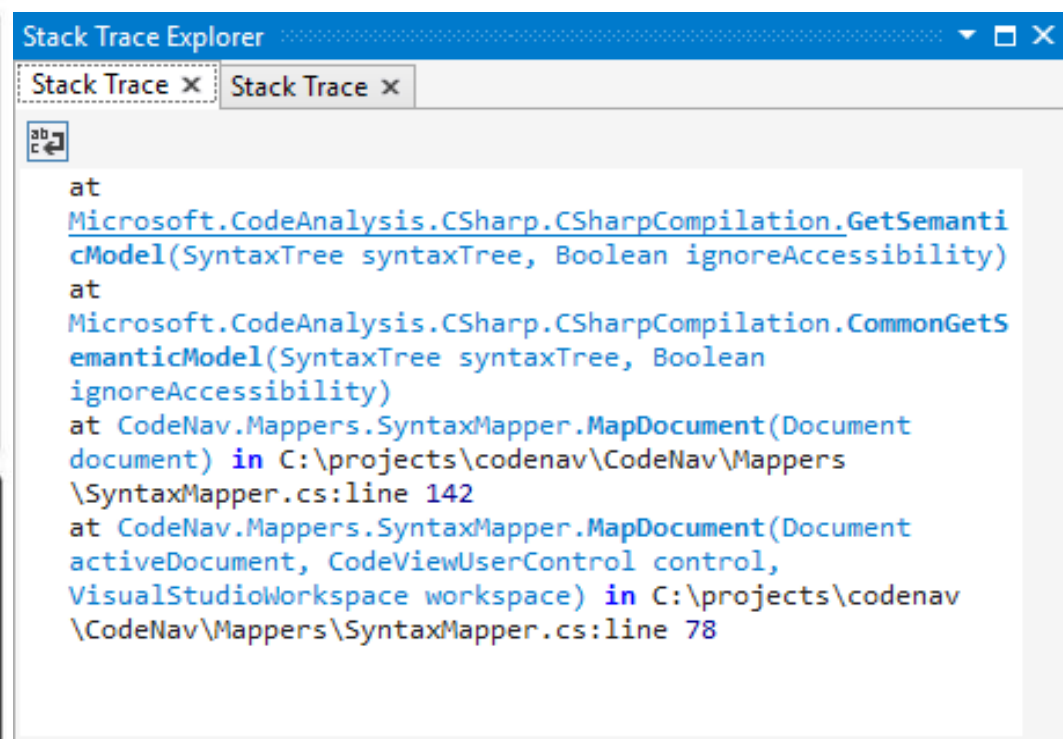 Stack Trace Explorer
Stack Trace × Stack Trace ×
ab
c
at
Microsoft.CodeAnalysis.CSharp.CSharpCompilation.GetSemanti
cModel(SyntaxTree syntaxTree, Boolean ignoreAccessibility)
at
Microsoft.CodeAnalysis.CSharp.CSharpCompilation.CommonGetS
emanticModel(SyntaxTree syntaxTree, Boolean
ignoreAccessibility)
at CodeNav.Mappers.SyntaxMapper.MapDocument(Document
document) in C:\projects\codenav\CodeNav\Mappers
\SyntaxMapper.cs:line 142
at CodeNav.Mappers.SyntaxMapper.MapDocument(Document
activeDocument, CodeViewUserControl control,
VisualStudioWorkspace workspace) in C:\projects\codenav
\CodeNav\Mappers\SyntaxMapper.cs:line 78